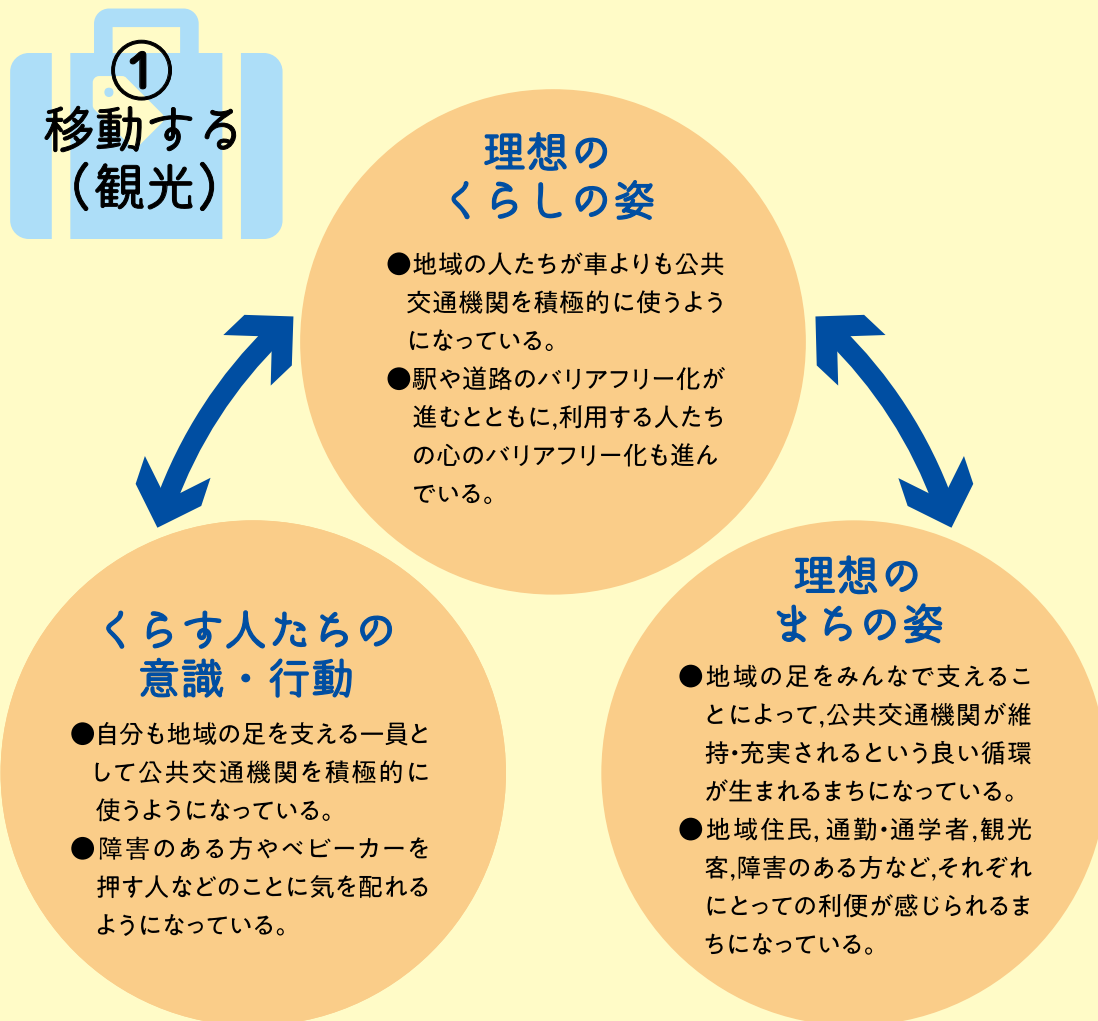 ①
移動する
（観光）
理想の
くらしの姿
●地域の人たちが車よりも公共
交通機関を積極的に使うよう
になっている。
●駅や道路のバリアフリー化が
進むとともに,利用する人たち
の心のバリアフリー化も進ん
でいる。
くらす人たちの
意識・行動
●自分も地域の足を支える一員と
して公共交通機関を積極的に
使うようになっている。
●障害のある方やベビーカーを
押す人などのことに気を配れる
ようになっている。
理想の
まちの姿
●地域の足をみんなで支えるこ
とによって,公共交通機関が維
持・充実されるという良い循環
が生まれるまちになっている。
●地域住民,通勤・通学者,観光
客,障害のある方など,それぞれ
にとっての利便が感じられるま
ちになっている。